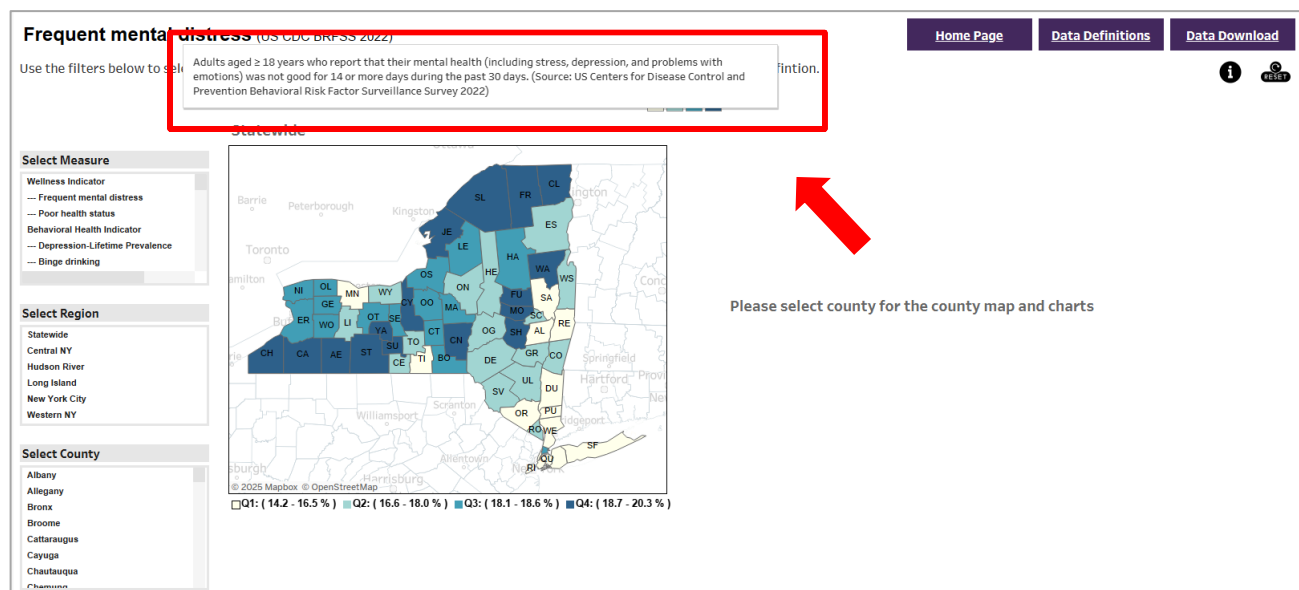 Frequent mental distress (US CDC BRFSS 2022)
Home Page
Data Definitions
Data Download
Adults aged ≥ 18 years who report that their mental health (including stress, depression, and problems with
emotions) was not good for 14 or more days during the past 30 days. (Source: US Centers for Disease Control and
Prevention Behavioral Risk Factor Surveillance Survey 2022)
Use the filters below to sel
fintion.
RESET
Statewide
Select Measure
Wellness Indicator
--- Frequent mental distress
--- Poor health status
Behavioral Health Indicator
--- Depression-Lifetime Prevalence
--- Binge drinking
Select Region
Statewide
Central NY
Hudson River
Long Island
New York City
Western NY
Select County
Albany
Allegany
Bronx
Broome
Cattaraugus
Cayuga
Chautauqua
Chemung
Ottawa
Barrie
Peterborough
Kingston
Toronto
amilton
ington
Conc
Springfield
Hartford
Provi
Scranton
Williamsport
Allentown
Harrisburg
sburgh
idgeport
CL
FR
SL
ES
JE
LE
HA
HE
WA
WS
OS
ON
NI
OL
MN
WY
CY
OO
MA
FU
SA
GE
MO
SC
ER
WO
LI
OT
SE
YA
CT
CN
OG
SH
AL
RE
CH
CA
AE
ST
SU
TO
CE
TI
BO
DE
GR
CO
SV
UL
DU
OR
PU
RO
WE
SF
QU
RI
© 2025 Mapbox © OpenStreetMap
Q1: ( 14.2 - 16.5 % ) Q2: ( 16.6 - 18.0 % ) Q3: ( 18.1 - 18.6 % ) Q4: ( 18.7 - 20.3 % )
Please select county for the county map and charts